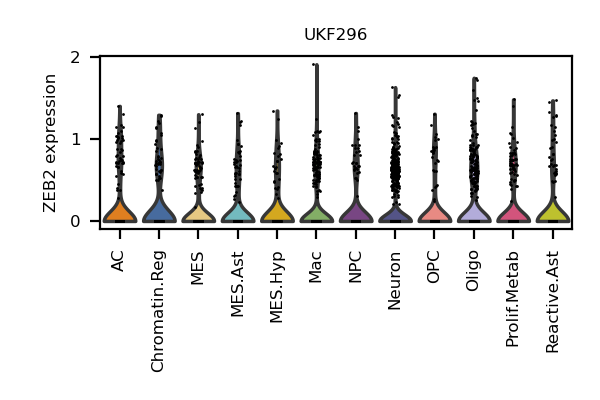 UKF296
ZEB2 expression
2
1
0
AC
Chromatin.Reg
MES
MES.Ast
MES.Hyp
Mac
NPC
Neuron
OPC
Oligo
Prolif.Metab
Reactive.Ast